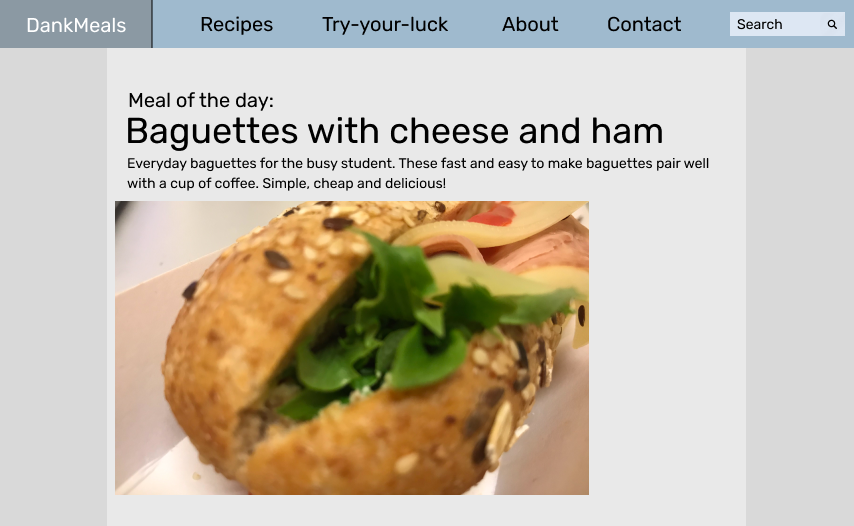 DankMeals
Recipes
Try-your-luck
About
Contact
Search
Meal of the day:
Baguettes with cheese and ham
Everyday baguettes for the busy student. These fast and easy to make baguettes pair well
with a cup of coffee. Simple, cheap and delicious!